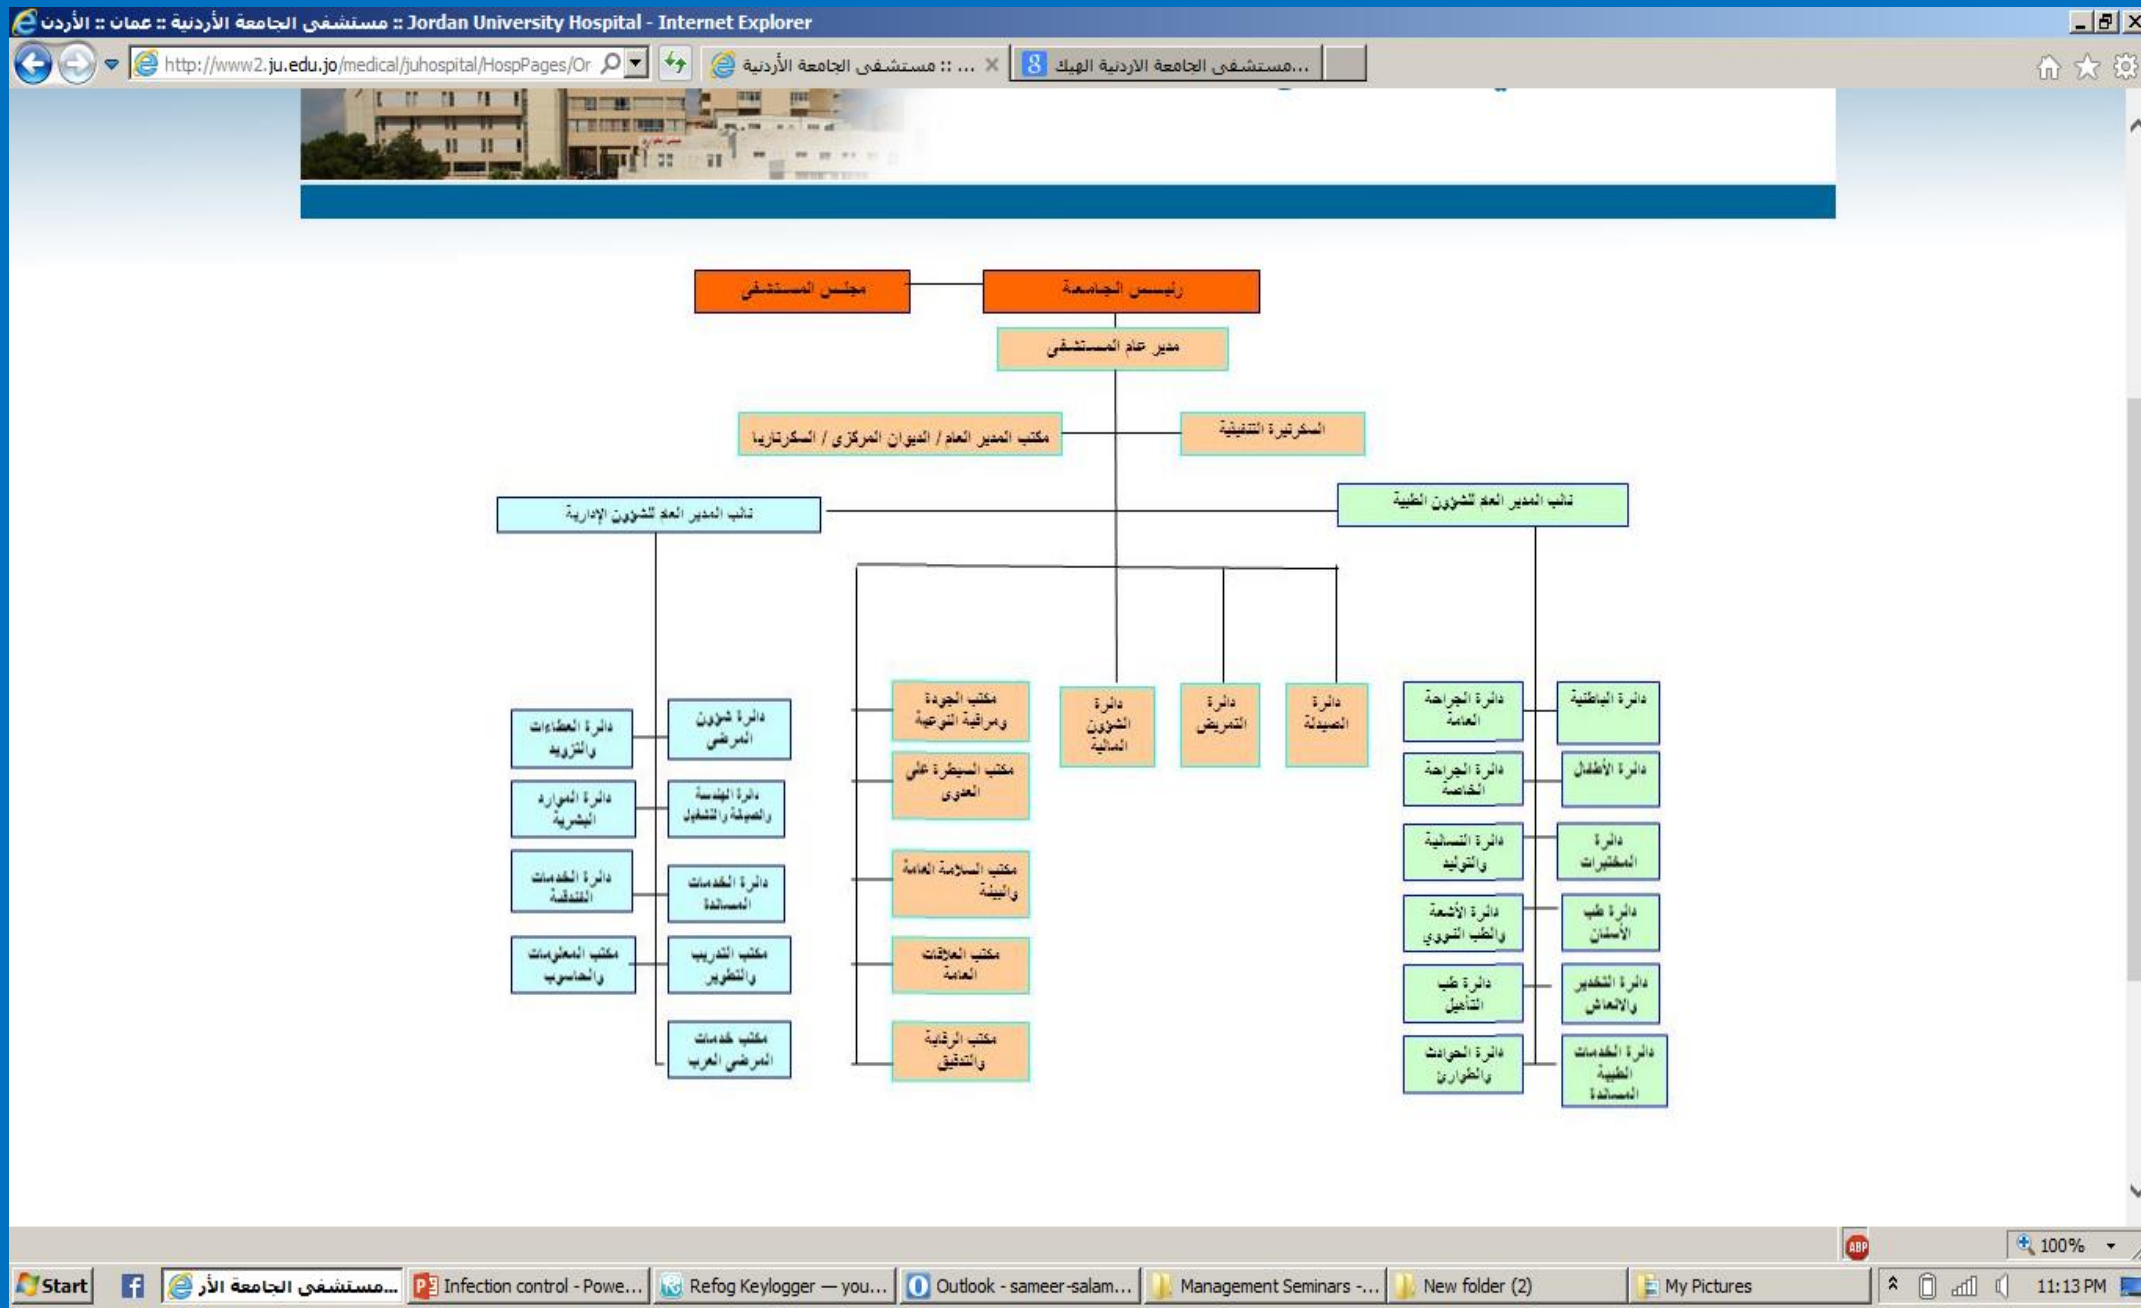 مستشفى الجامعة الأردنية :: عمان :: الأردن :: Jordan University Hospital - Internet Explorer
http://www2.ju.edu.jo/medical/juhospital/HospPages/Or
مستشفى الجامعة الأردنية :: ...
مستشفى الجامعة الاردنية الهيك...
رئيس الجامعة
مجلس المستشفى
مدير عام المستشفى
السكرتيرة التنفيذية
مكتب المدير العام / الديوان المركزي / السكرتاريا
نائب المدير العام للشؤون الطبية
نائب المدير العام للشؤون الإدارية
دائرة الباطنية
دائرة الجراحة
العامة
دائرة الأطفال
دائرة الجراحة
الخاصة
دائرة
المختبرات
دائرة النسائية
والتوليد
دائرة طب
الأسنان
دائرة الأشعة
والطب النووي
دائرة التخدير
والانعاش
دائرة طب
التأهيل
دائرة الخدمات
الطبية
المساندة
دائرة الحوادث
والطوارئ
دائرة
الصيدلة
دائرة
التمريض
دائرة
الشؤون
المالية
مكتب الجودة
ومراقبة النوعية
مكتب السيطرة على
العدوى
مكتب السلامة العامة
والبيئة
مكتب العلاقات
العامة
مكتب الرقابة
والتدقيق
دائرة شؤون
المرضى
دائرة العطاءات
والتزويد
دائرة الهندسة
والصيانة والتشغيل
دائرة الموارد
البشرية
دائرة الخدمات
المساندة
دائرة الخدمات
الفندقية
مكتب التدريب
والتطوير
مكتب المعلومات
والحاسوب
مكتب خدمات
المرضى العرب
ABP
100%
Start
مستشفى الجامعة الأر...
Infection control - Powe...
Refog Keylogger — you...
Outlook - sameer-salam...
Management Seminars -...
New folder (2)
My Pictures
11:13 PM